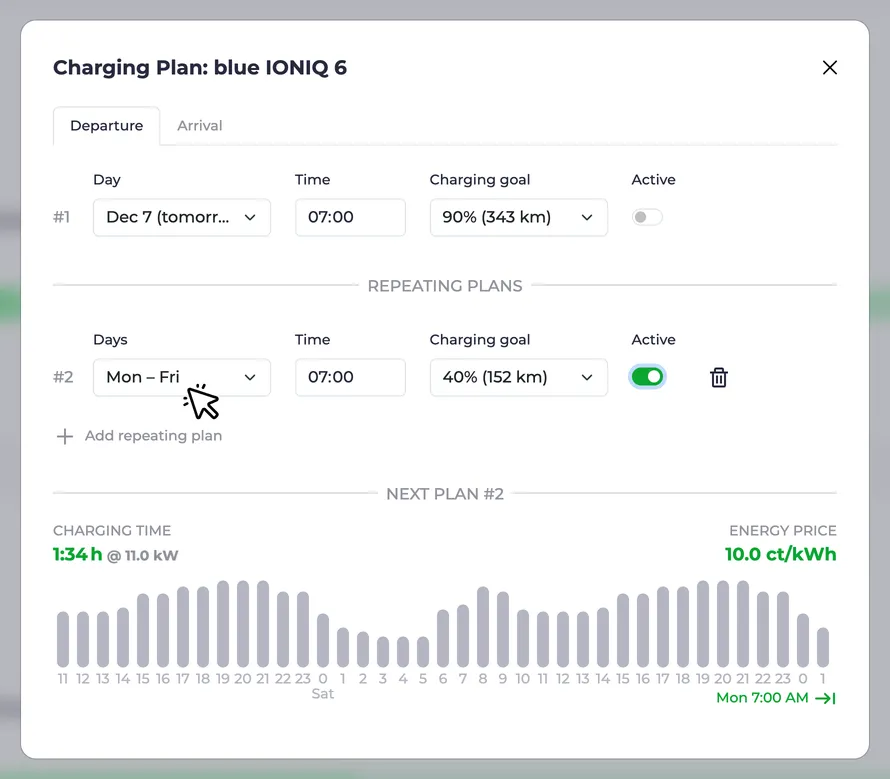 Charging Plan: blue IONIQ 6
Departure Arrival
Day Time Charging goal Active
#1 Dec 7 (tomorr... 07:00 90% (343 km)
REPEATING PLANS
Days Time Charging goal Active
#2 Mon – Fri 07:00 40% (152 km)
Add repeating plan
NEXT PLAN #2
CHARGING TIME ENERGY PRICE
1:34 h @ 11.0 kW 10.0 ct/kWh
11 12 13 14 15 16 17 18 19 20 21 22 23 0 1 2 3 4 5 6 7 8 9 10 11 12 13 14 15 16 17 18 19 20 21 22 23 0 1
Sat
Mon 7:00 AM